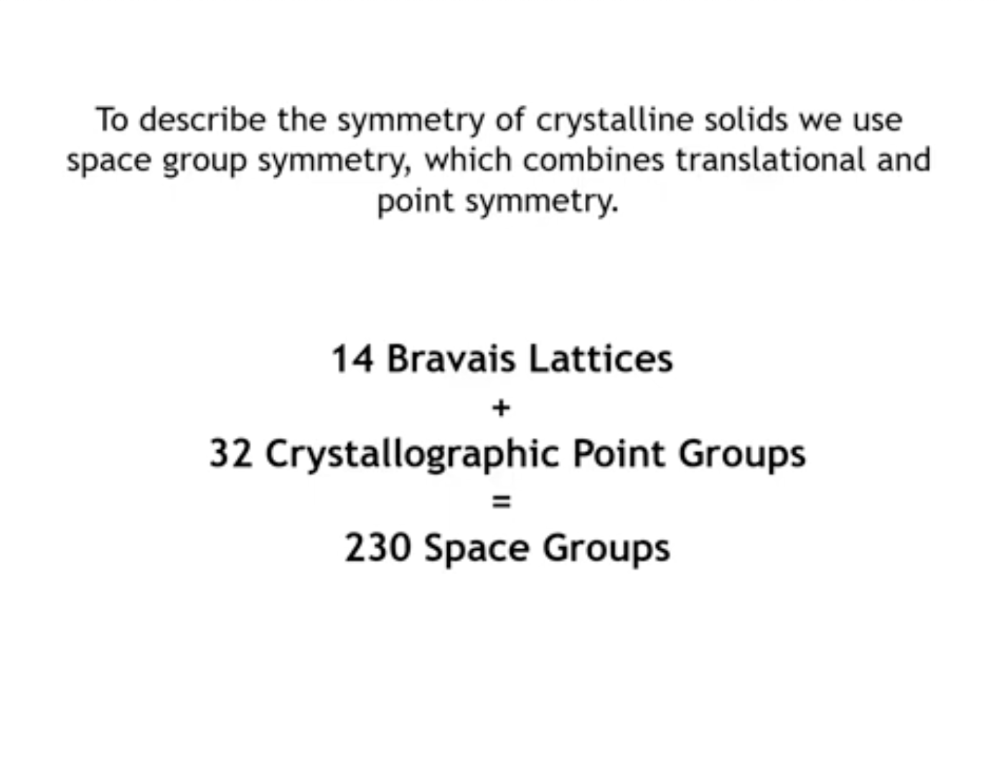 To describe the symmetry of crystalline solids we use
space group symmetry, which combines translational and
point symmetry.
14 Bravais Lattices
+
32 Crystallographic Point Groups
=
230 Space Groups